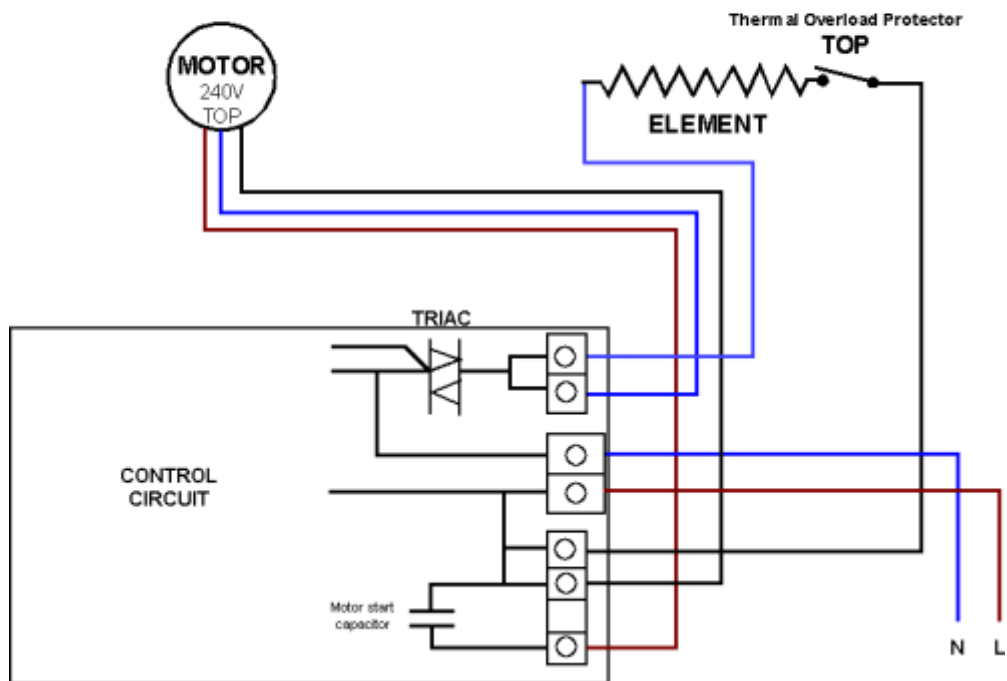 Thermal Overload Protector
TOP
MOTOR
240V
TOP
ELEMENT
TRIAC
CONTROL
CIRCUIT
Motor start
capacitor
N L